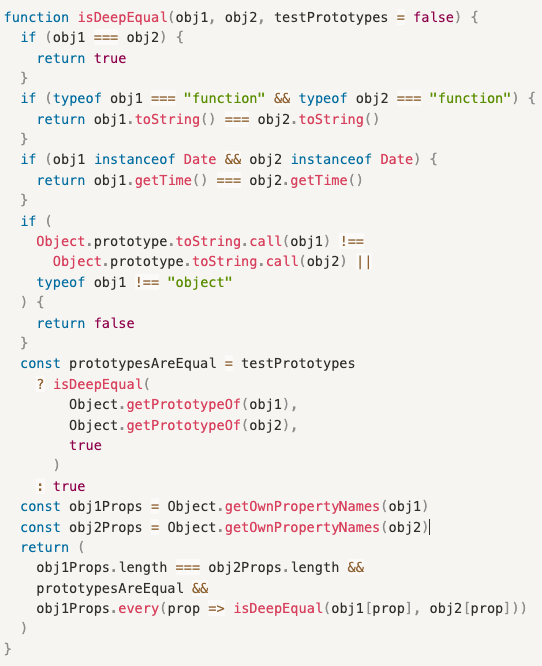 function isDeepEqual(obj1, obj2, testPrototypes = false) {
  if (obj1 === obj2) {
    return true
  }
  if (typeof obj1 === "function" && typeof obj2 === "function") {
    return obj1.toString() === obj2.toString()
  }
  if (obj1 instanceof Date && obj2 instanceof Date) {
    return obj1.getTime() === obj2.getTime()
  }
  if (
    Object.prototype.toString.call(obj1) !==
      Object.prototype.toString.call(obj2) ||
    typeof obj1 !== "object"
  ) {
    return false
  }
  const prototypesAreEqual = testPrototypes
    ? isDeepEqual(
        Object.getPrototypeOf(obj1),
        Object.getPrototypeOf(obj2),
        true
      )
    : true
  const obj1Props = Object.getOwnPropertyNames(obj1)
  const obj2Props = Object.getOwnPropertyNames(obj2)
  return (
    obj1Props.length === obj2Props.length &&
    prototypesAreEqual &&
    obj1Props.every(prop => isDeepEqual(obj1[prop], obj2[prop]))
  )
}